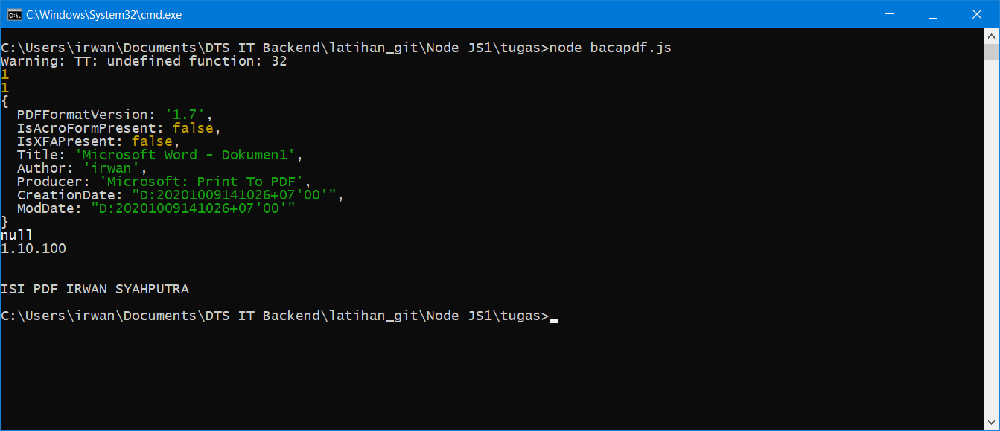 C:\Windows\System32\cmd.exe
C:\Users\irwan\Documents\DTS IT Backend\latihan_git\Node JS1\tugas>node bacapdf.js
Warning: TT: undefined function: 32
1
1
{
  PDFFormatVersion: '1.7',
  IsAcroFormPresent: false,
  IsXFAPresent: false,
  Title: 'Microsoft Word - Dokumen1',
  Author: 'irwan',
  Producer: 'Microsoft: Print To PDF',
  CreationDate: "D:20201009141026+07'00'",
  ModDate: "D:20201009141026+07'00'"
}
null
1.10.100
ISI PDF IRWAN SYAHPUTRA
C:\Users\irwan\Documents\DTS IT Backend\latihan_git\Node JS1\tugas>